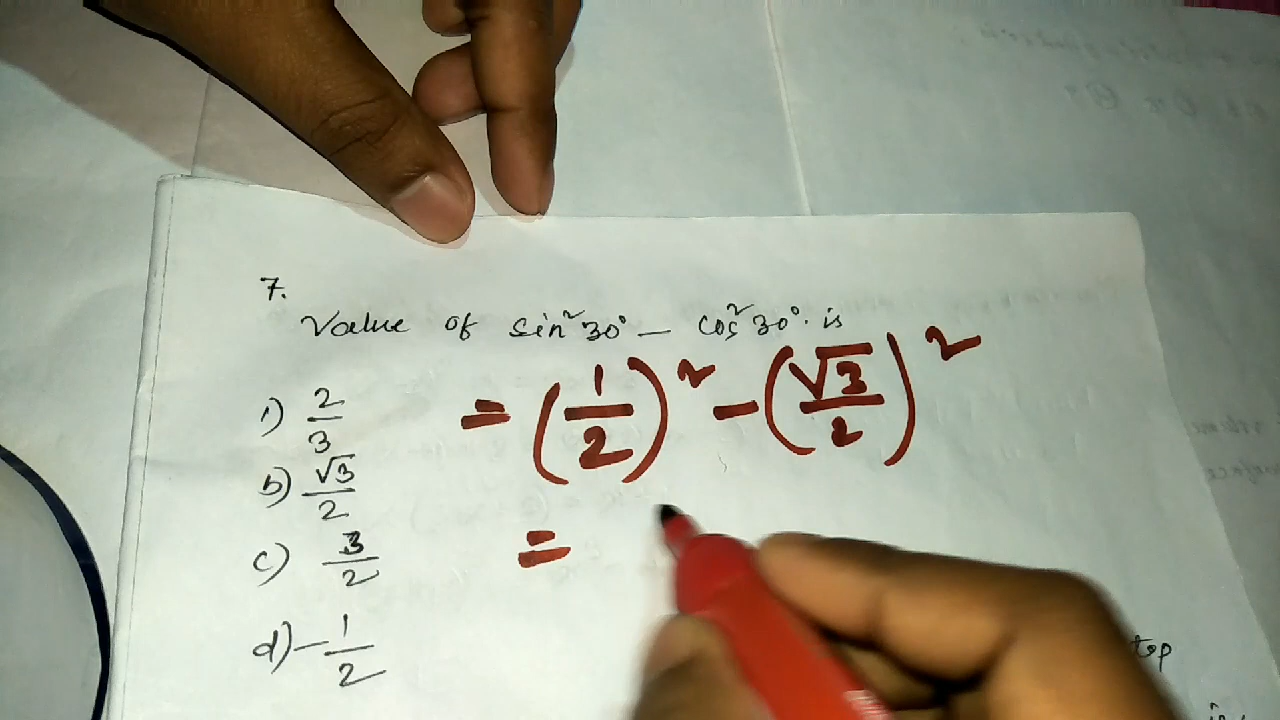 7.
Value of sin²30° – cos²30°. is
1) 2/3
= (1/2)² – (√3/2)²
b) √3/2
=
c) 3/2
d) –1/2
top